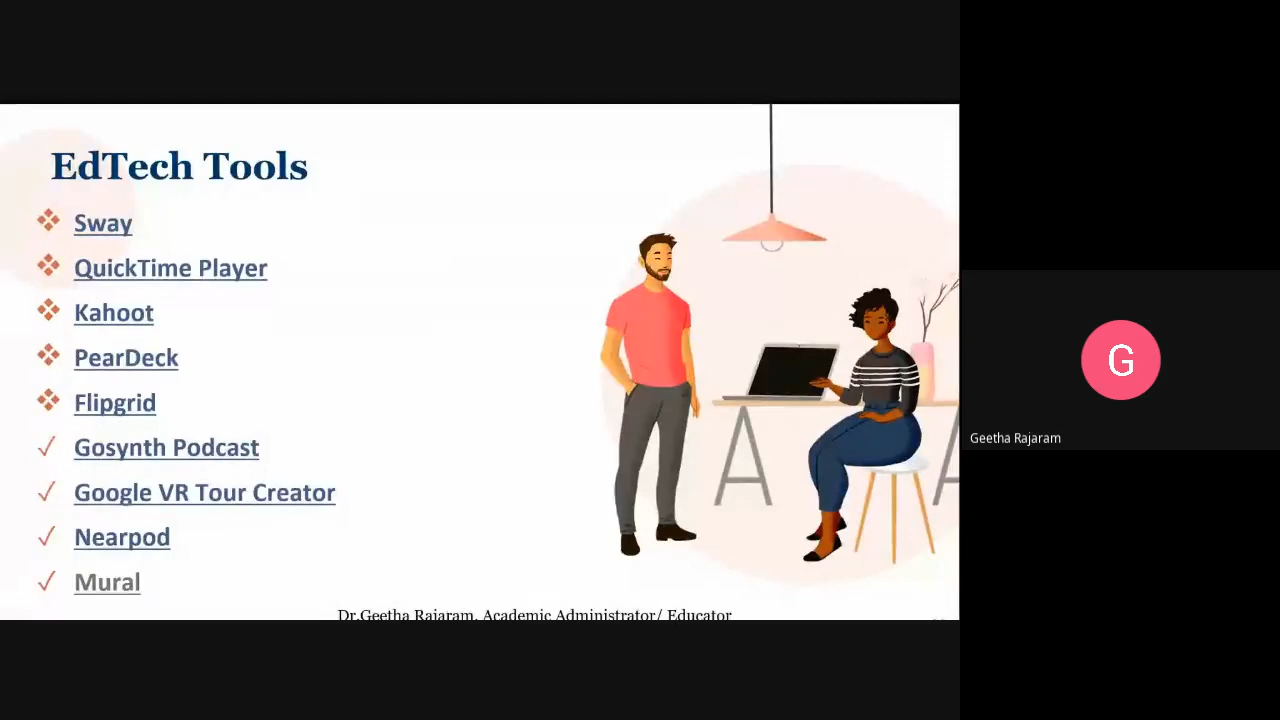 EdTech Tools
Sway
QuickTime Player
Kahoot
PearDeck
Flipgrid
Gosynth Podcast
Google VR Tour Creator
Nearpod
Mural
Dr.Geetha Rajaram, Academic Administrator/ Educator
G
Geetha Rajaram